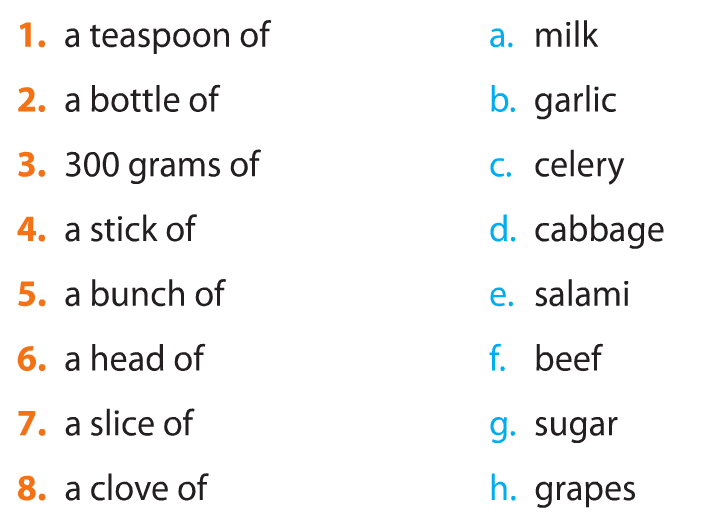 1. a teaspoon of a. milk
2. a bottle of b. garlic
3. 300 grams of c. celery
4. a stick of d. cabbage
5. a bunch of e. salami
6. a head of f. beef
7. a slice of g. sugar
8. a clove of h. grapes